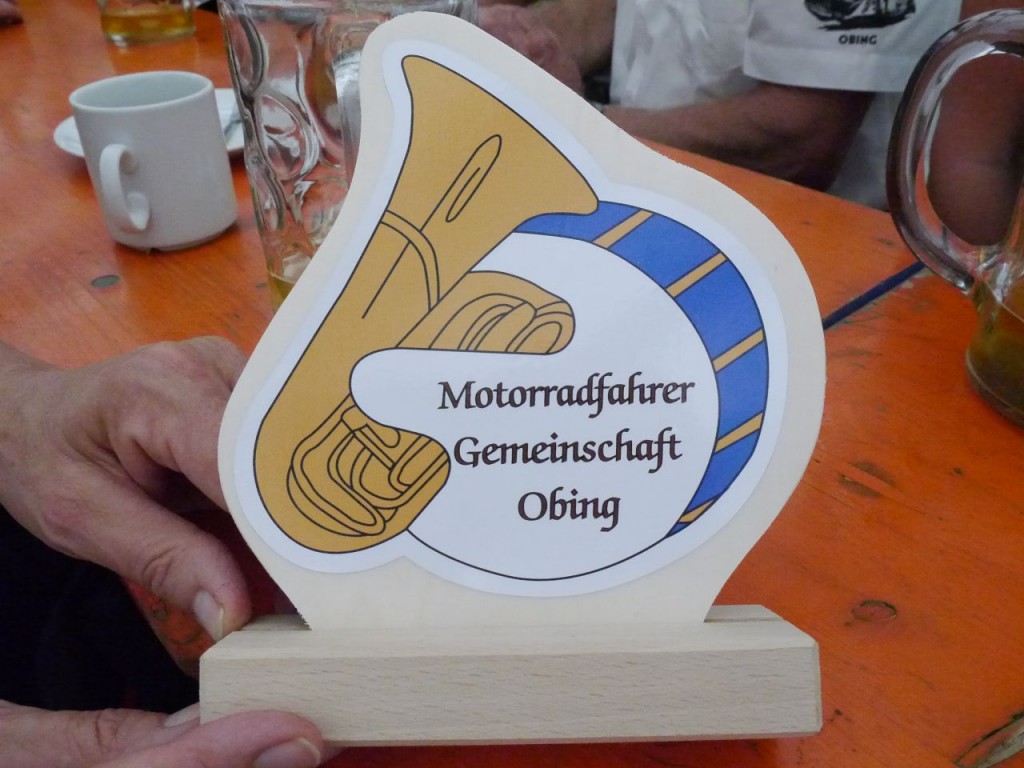 OBING
Motorradfahrer
Gemeinschaft
Obing